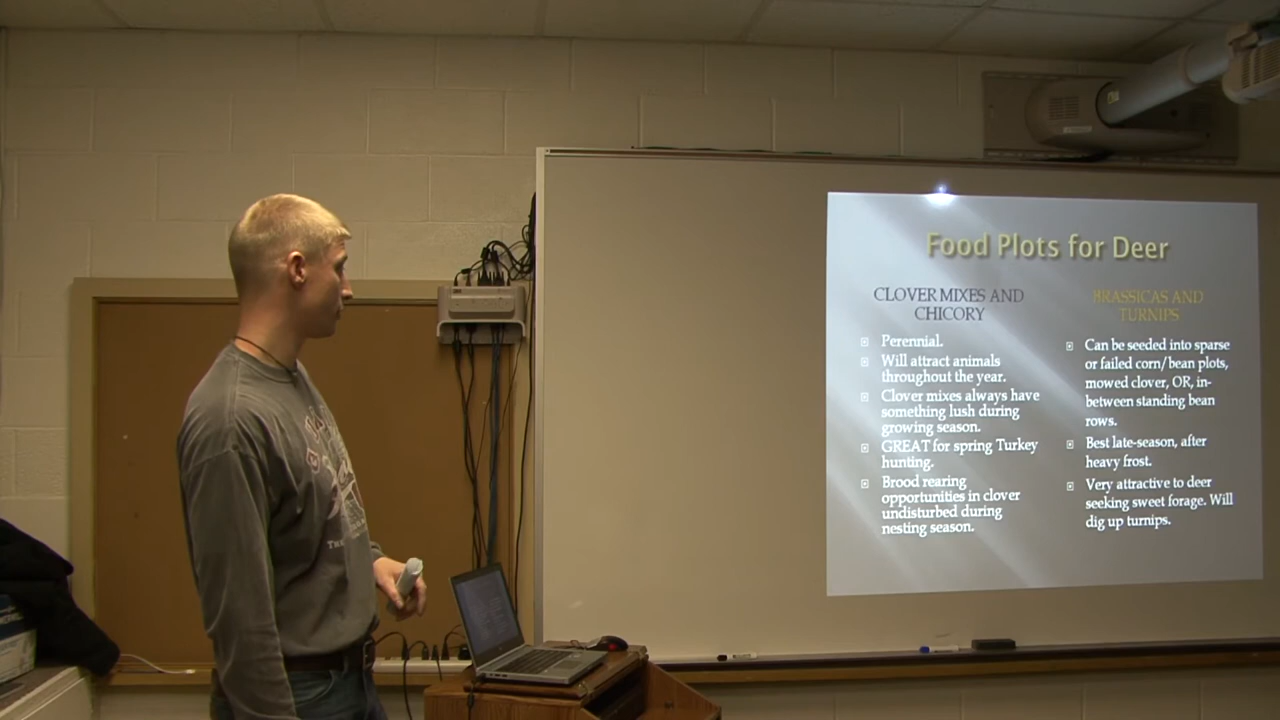 Food Plots for Deer
CLOVER MIXES AND
CHICORY
Perennial.
Will attract animals
throughout the year.
Clover mixes always have
something lush during
growing season.
GREAT for spring Turkey
hunting.
Brood rearing
opportunities in clover
undisturbed during
nesting season.
BRASSICAS AND
TURNIPS
Can be seeded into sparse
or failed corn/bean plots,
mowed clover, OR, in-
between standing bean
rows.
Best late-season, after
heavy frost.
Very attractive to deer
seeking sweet forage. Will
dig up turnips.